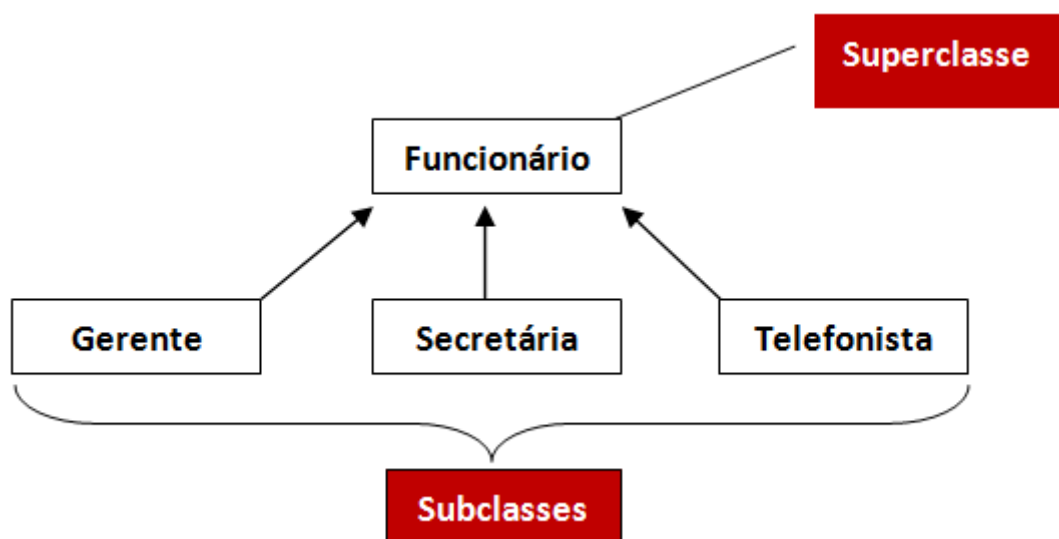 Superclasse
Funcionário
Gerente
Secretária
Telefonista
Subclasses